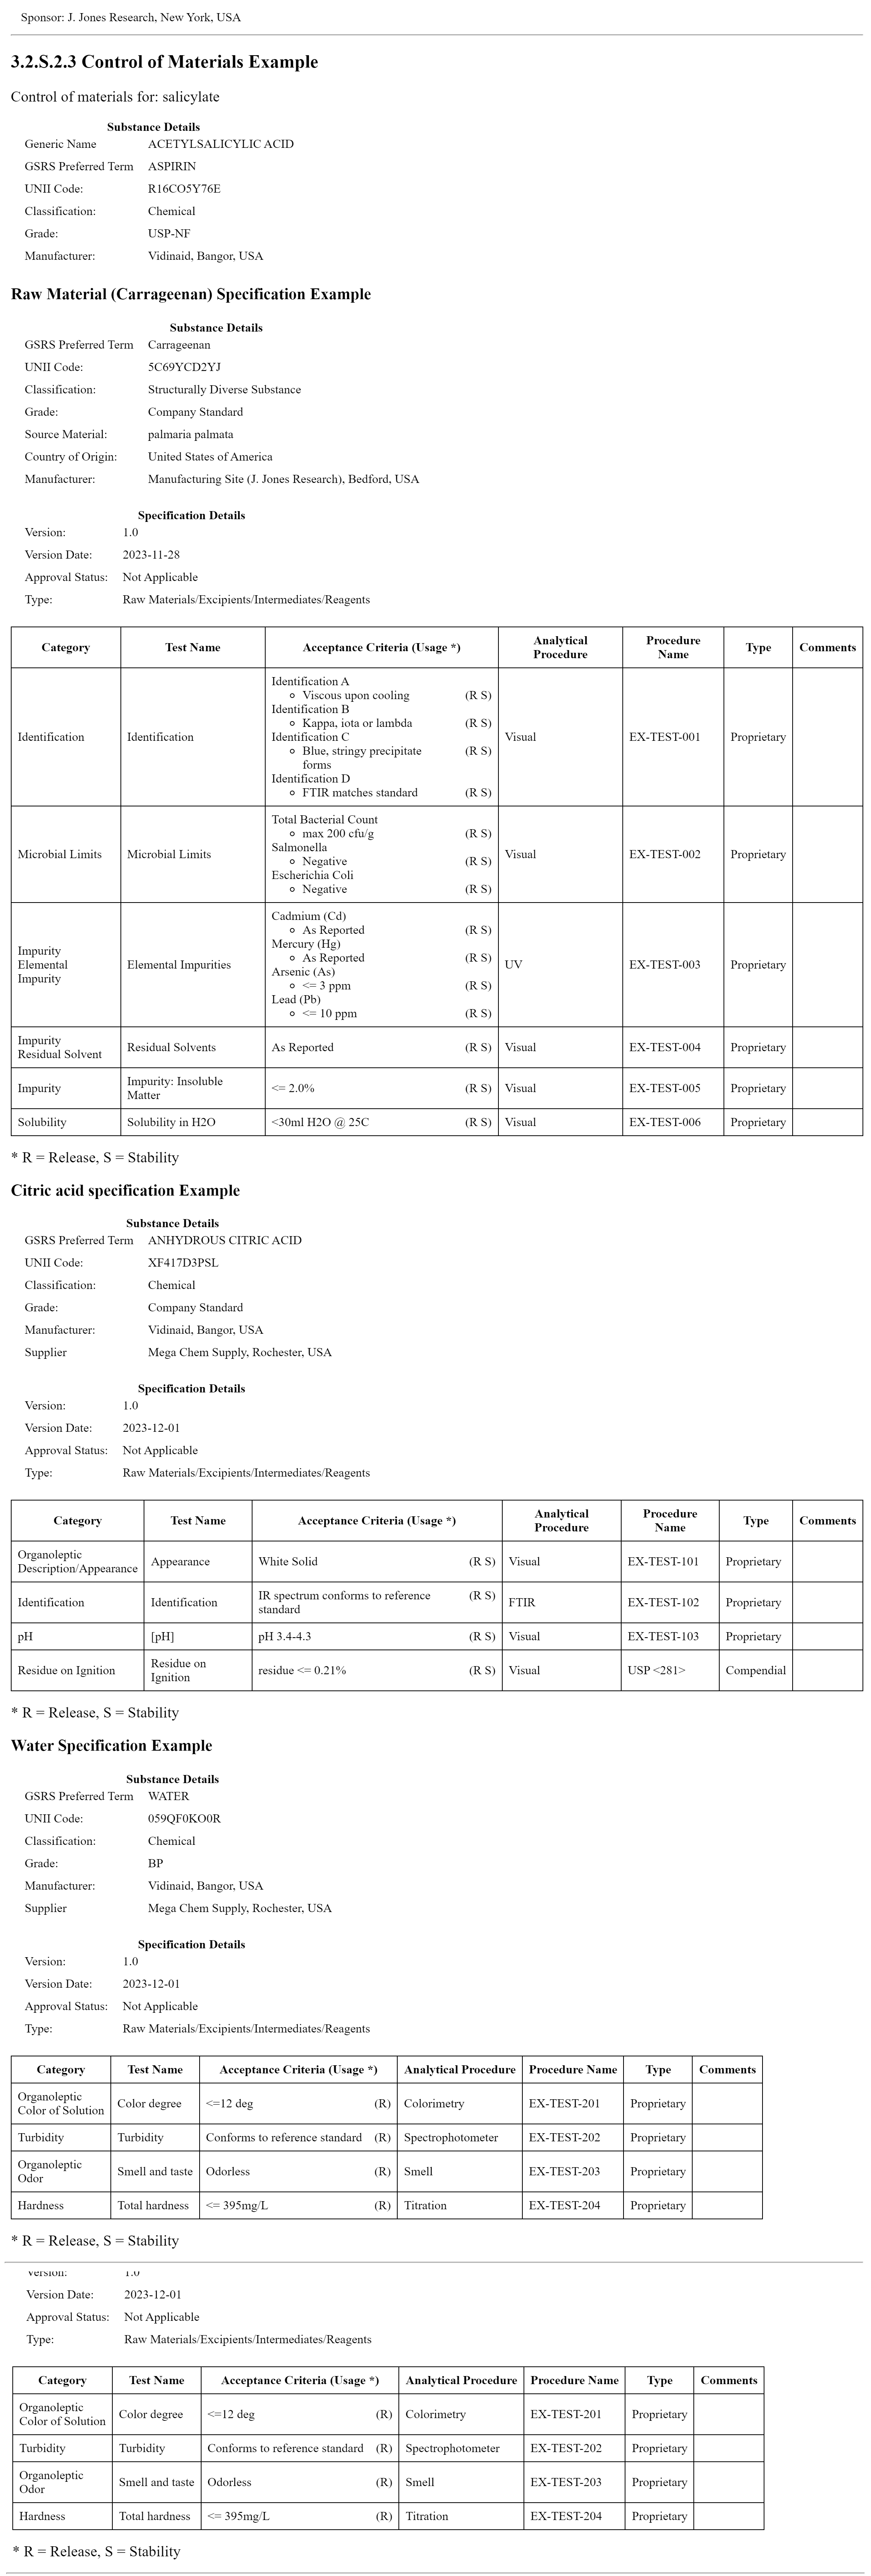 Sponsor: J. Jones Research, New York, USA
3.2.S.2.3 Control of Materials Example
Control of materials for: salicylate
Substance Details
Generic Name ACETYLSALICYLIC ACID
GSRS Preferred Term ASPIRIN
UNII Code: R16CO5Y76E
Classification: Chemical
Grade: USP-NF
Manufacturer: Vidinaid, Bangor, USA
Raw Material (Carrageenan) Specification Example
Substance Details
GSRS Preferred Term Carrageenan
UNII Code: 5C69YCD2YJ
Classification: Structurally Diverse Substance
Grade: Company Standard
Source Material: palmaria palmata
Country of Origin: United States of America
Manufacturer: Manufacturing Site (J. Jones Research), Bedford, USA
Specification Details
Version: 1.0
Version Date: 2023-11-28
Approval Status: Not Applicable
Type: Raw Materials/Excipients/Intermediates/Reagents
Category Test Name Acceptance Criteria (Usage *) Analytical Procedure Procedure Name Type Comments
Identification Identification
Identification A
Viscous upon cooling (R S)
Identification B
Kappa, iota or lambda (R S)
Identification C
Blue, stringy precipitate (R S)
forms
Identification D
FTIR matches standard (R S)
Visual EX-TEST-001 Proprietary
Microbial Limits Microbial Limits
Total Bacterial Count
max 200 cfu/g (R S)
Salmonella
Negative (R S)
Escherichia Coli
Negative (R S)
Visual EX-TEST-002 Proprietary
Impurity
Elemental
Impurity
Elemental Impurities
Cadmium (Cd)
As Reported (R S)
Mercury (Hg)
As Reported (R S)
Arsenic (As)
<= 3 ppm (R S)
Lead (Pb)
<= 10 ppm (R S)
UV EX-TEST-003 Proprietary
Impurity
Residual Solvent
Residual Solvents As Reported (R S) Visual EX-TEST-004 Proprietary
Impurity
Impurity: Insoluble
Matter
<= 2.0% (R S) Visual EX-TEST-005 Proprietary
Solubility Solubility in H2O <30ml H2O @ 25C (R S) Visual EX-TEST-006 Proprietary
* R = Release, S = Stability
Citric acid specification Example
Substance Details
GSRS Preferred Term ANHYDROUS CITRIC ACID
UNII Code: XF417D3PSL
Classification: Chemical
Grade: Company Standard
Manufacturer: Vidinaid, Bangor, USA
Supplier Mega Chem Supply, Rochester, USA
Specification Details
Version: 1.0
Version Date: 2023-12-01
Approval Status: Not Applicable
Type: Raw Materials/Excipients/Intermediates/Reagents
Category Test Name Acceptance Criteria (Usage *) Analytical Procedure Procedure Name Type Comments
Organoleptic
Description/Appearance
Appearance White Solid (R S) Visual EX-TEST-101 Proprietary
Identification Identification
IR spectrum conforms to reference (R S)
standard
FTIR EX-TEST-102 Proprietary
pH [pH] pH 3.4-4.3 (R S) Visual EX-TEST-103 Proprietary
Residue on Ignition
Residue on
Ignition
residue <= 0.21% (R S) Visual USP <281> Compendial
* R = Release, S = Stability
Water Specification Example
Substance Details
GSRS Preferred Term WATER
UNII Code: 059QF0KO0R
Classification: Chemical
Grade: BP
Manufacturer: Vidinaid, Bangor, USA
Supplier Mega Chem Supply, Rochester, USA
Specification Details
Version: 1.0
Version Date: 2023-12-01
Approval Status: Not Applicable
Type: Raw Materials/Excipients/Intermediates/Reagents
Category Test Name Acceptance Criteria (Usage *) Analytical Procedure Procedure Name Type Comments
Organoleptic
Color of Solution
Color degree <=12 deg (R) Colorimetry EX-TEST-201 Proprietary
Turbidity Turbidity Conforms to reference standard (R) Spectrophotometer EX-TEST-202 Proprietary
Organoleptic
Odor
Smell and taste Odorless (R) Smell EX-TEST-203 Proprietary
Hardness Total hardness <= 395mg/L (R) Titration EX-TEST-204 Proprietary
* R = Release, S = Stability
Version: 1.0
Version Date: 2023-12-01
Approval Status: Not Applicable
Type: Raw Materials/Excipients/Intermediates/Reagents
Category Test Name Acceptance Criteria (Usage *) Analytical Procedure Procedure Name Type Comments
Organoleptic
Color of Solution
Color degree <=12 deg (R) Colorimetry EX-TEST-201 Proprietary
Turbidity Turbidity Conforms to reference standard (R) Spectrophotometer EX-TEST-202 Proprietary
Organoleptic
Odor
Smell and taste Odorless (R) Smell EX-TEST-203 Proprietary
Hardness Total hardness <= 395mg/L (R) Titration EX-TEST-204 Proprietary
* R = Release, S = Stability